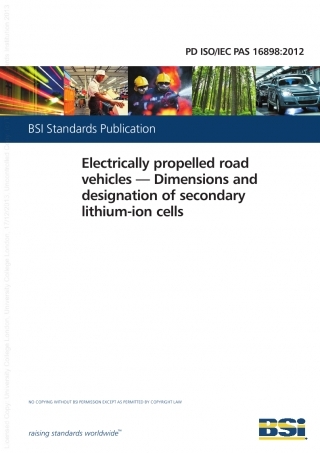 PD ISO/IEC PAS 16898:2012
BSI Standards Publication
Electrically propelled road
vehicles — Dimensions and
designation of secondary
lithium-ion cells
NO COPYING WITHOUT BSI PERMISSION EXCEPT AS PERMITTED BY COPYRIGHT LAW
raising standards worldwide™
BSi